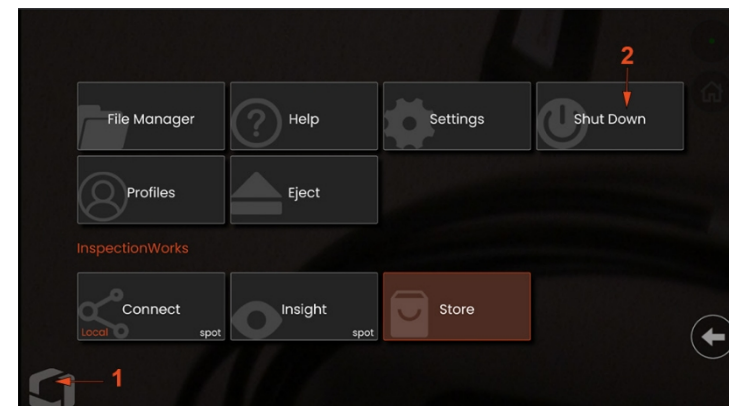 2
File Manager
Help
Settings
Shut Down
Profiles
Eject
InspectionWorks
Connect
Local
spot
Insight
spot
Store
1